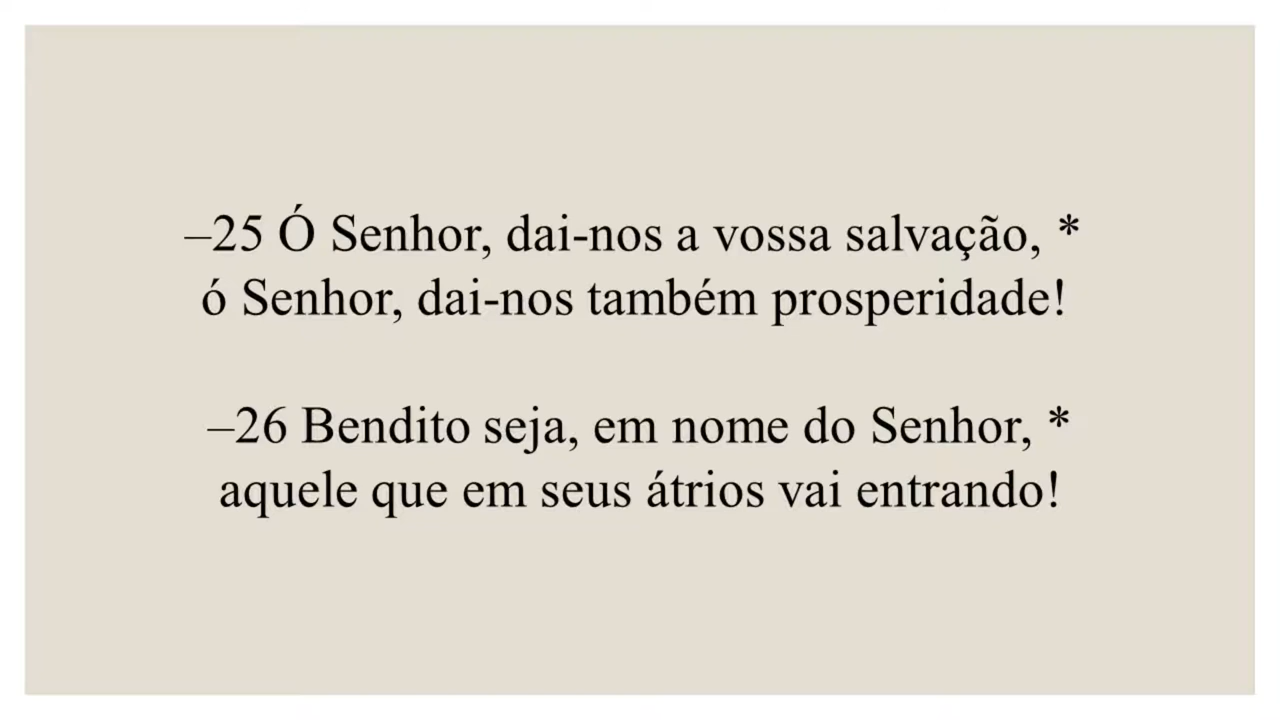 –25 Ó Senhor, dai-nos a vossa salvação, *
ó Senhor, dai-nos também prosperidade!
–26 Bendito seja, em nome do Senhor, *
aquele que em seus átrios vai entrando!